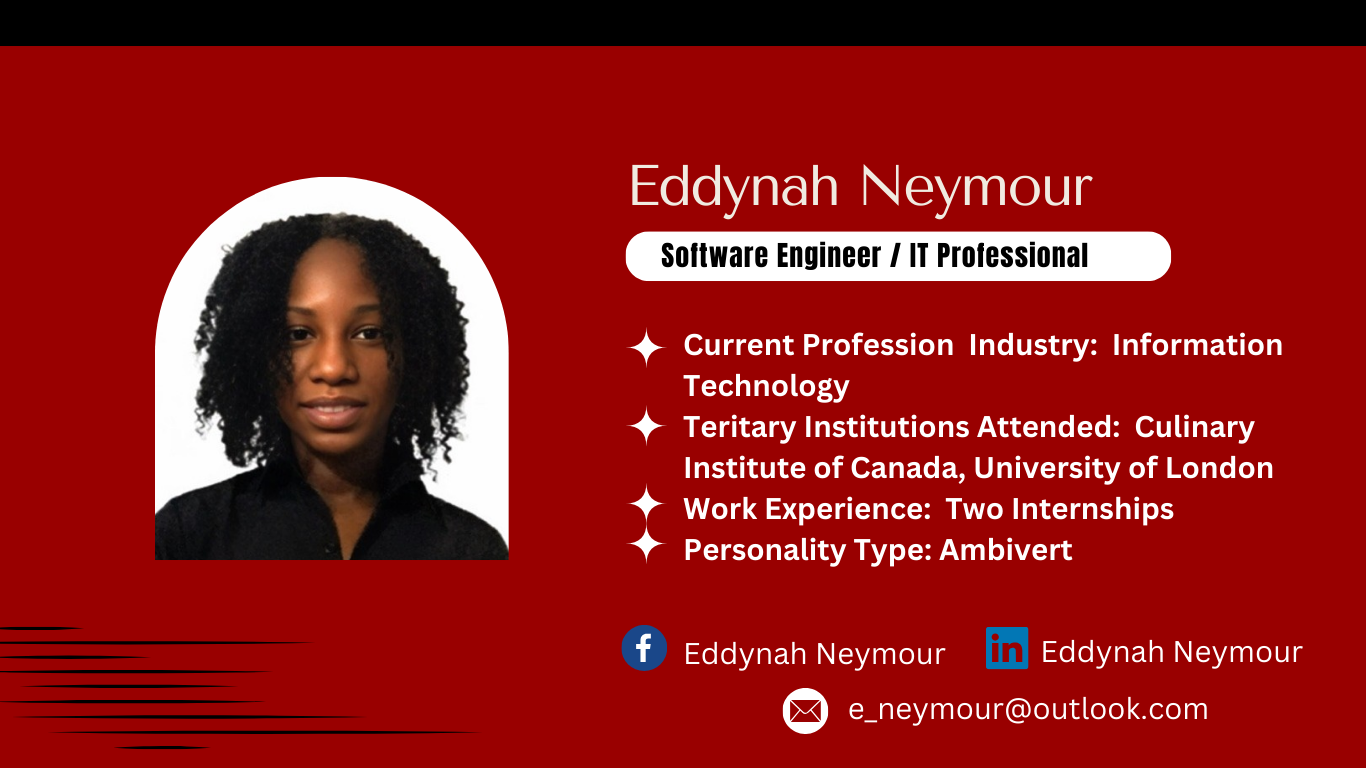 Eddynah Neymour
Software Engineer / IT Professional
Current Profession Industry: Information
Technology
Teritary Institutions Attended: Culinary
Institute of Canada, University of London
Work Experience: Two Internships
Personality Type: Ambivert
f Eddynah Neymour
in Eddynah Neymour
e_neymour@outlook.com